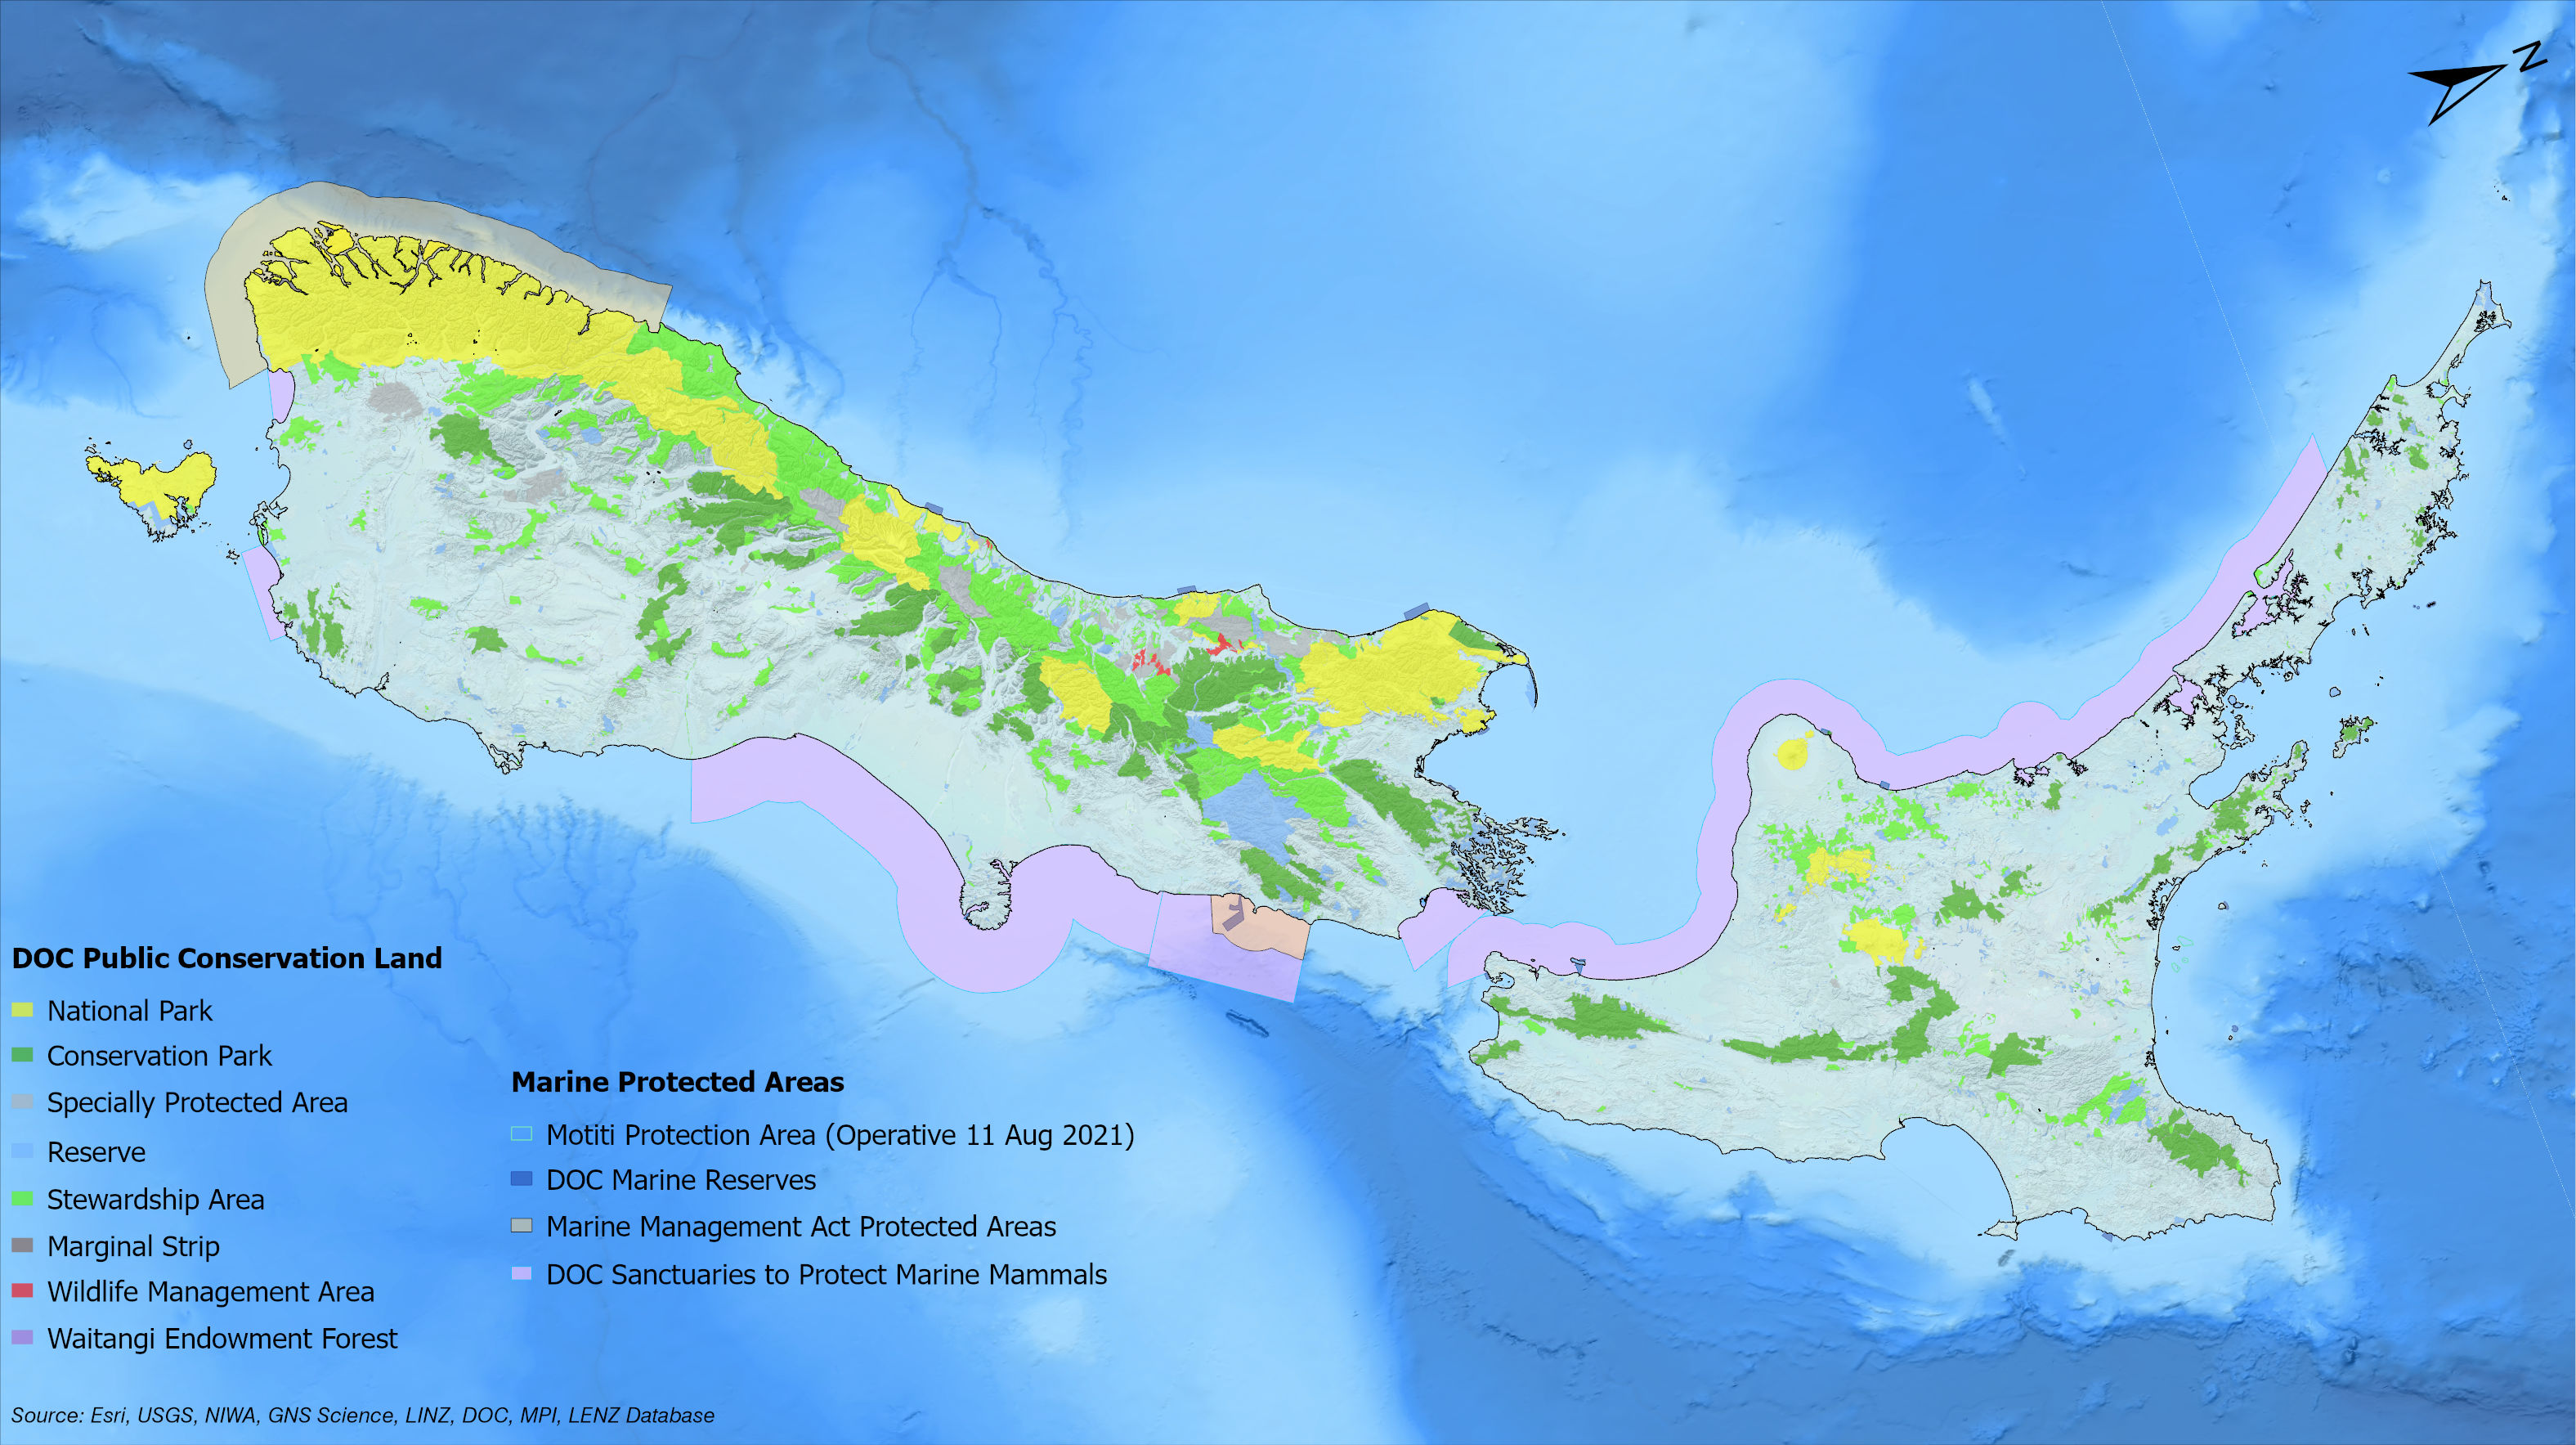 N
DOC Public Conservation Land
National Park
Conservation Park
Specially Protected Area
Reserve
Stewardship Area
Marginal Strip
Wildlife Management Area
Waitangi Endowment Forest
Marine Protected Areas
Motiti Protection Area (Operative 11 Aug 2021)
DOC Marine Reserves
Marine Management Act Protected Areas
DOC Sanctuaries to Protect Marine Mammals
Source: Esri, USGS, NIWA, GNS Science, LINZ, DOC, MPI, LENZ Database